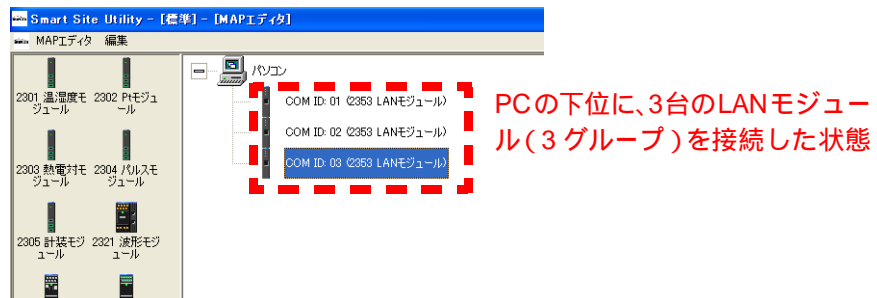 Smart Site Utility - [標準] - [MAPエディタ]
MAPエディタ 編集
2301 温湿度モ
ジュール
2302 Ptモジュ
ール
2303 熱電対モ
ジュール
2304 パルスモ
ジュール
2305 計装モジ
ュール
2321 波形モジ
ュール
パソコン
COM ID: 01 (2353 LANモジュール)
COM ID: 02 (2353 LANモジュール)
COM ID: 03 (2353 LANモジュール)
PCの下位に、3台のLANモジュー
ル(3グループ)を接続した状態